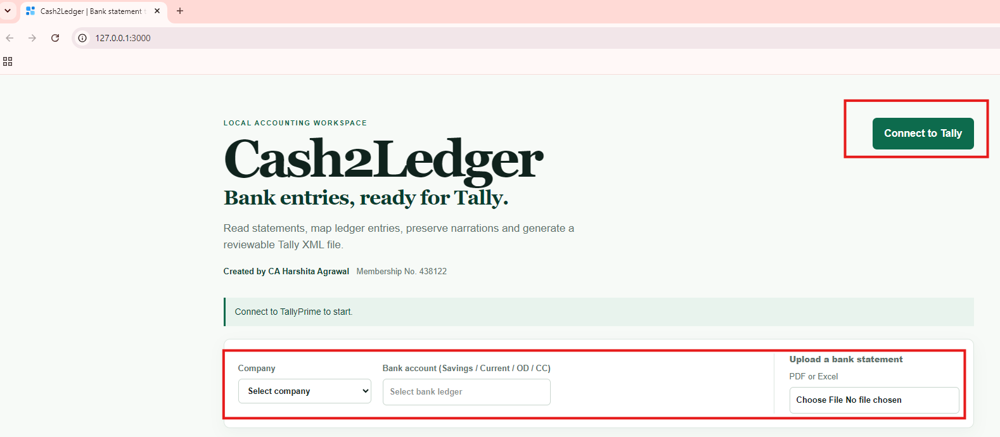 Cash2Ledger | Bank statement t
127.0.0.1:3000
LOCAL ACCOUNTING WORKSPACE
Connect to Tally
Cash2Ledger
Bank entries, ready for Tally.
Read statements, map ledger entries, preserve narrations and generate a
reviewable Tally XML file.
Created by CA Harshita Agrawal Membership No. 438122
Connect to TallyPrime to start.
Company
Select company
Bank account (Savings / Current / OD / CC)
Select bank ledger
Upload a bank statement
PDF or Excel
Choose File No file chosen